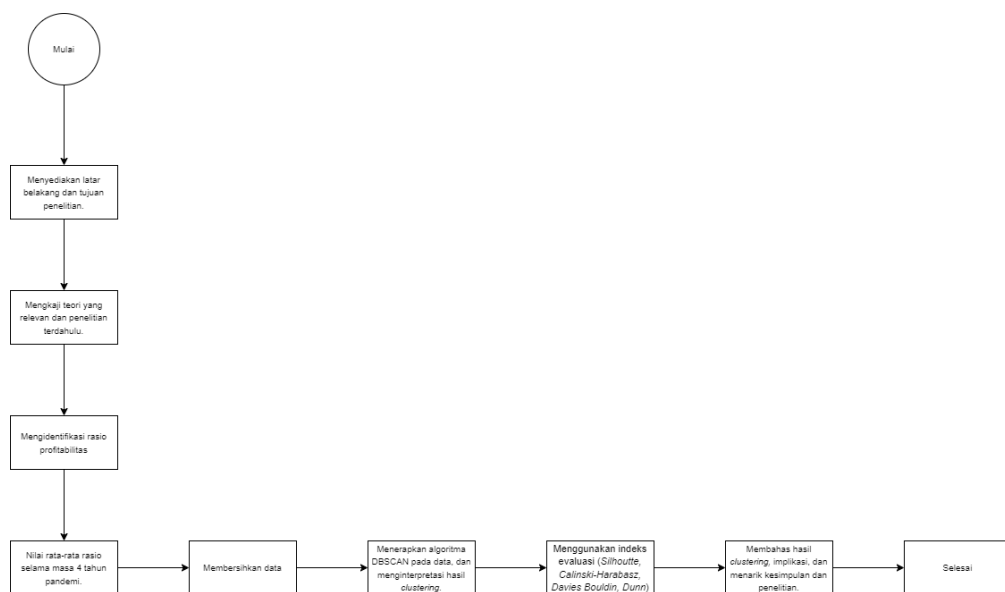 Mulai
Menyediakan latar
belakang dan tujuan
penelitian.
Mengkaji teori yang
relevan dan penelitian
terdahulu.
Mengidentifikasi rasio
profitabilitas
Nilai rata-rata rasio
selama masa 4 tahun
pandemi.
Membersihkan data
Menerapkan algoritma
DBSCAN pada data, dan
menginterpretasi hasil
clustering.
Menggunakan indeks
evaluasi (Silhoutte,
Calinski-Harabasz,
Davies Bouldin, Dunn)
Membahas hasil
clustering, implikasi, dan
menarik kesimpulan dan
penelitian.
Selesai